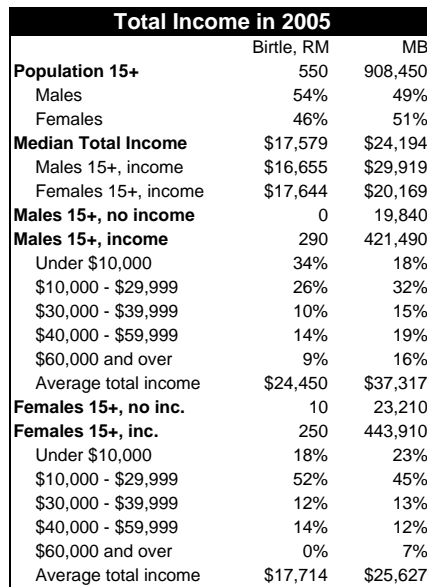 Total Income in 2005
Birtle, RM MB
Population 15+ 550 908,450
Males 54% 49%
Females 46% 51%
Median Total Income $17,579 $24,194
Males 15+, income $16,655 $29,919
Females 15+, income $17,644 $20,169
Males 15+, no income 0 19,840
Males 15+, income 290 421,490
Under $10,000 34% 18%
$10,000 - $29,999 26% 32%
$30,000 - $39,999 10% 15%
$40,000 - $59,999 14% 19%
$60,000 and over 9% 16%
Average total income $24,450 $37,317
Females 15+, no inc. 10 23,210
Females 15+, inc. 250 443,910
Under $10,000 18% 23%
$10,000 - $29,999 52% 45%
$30,000 - $39,999 12% 13%
$40,000 - $59,999 14% 12%
$60,000 and over 0% 7%
Average total income $17,714 $25,627